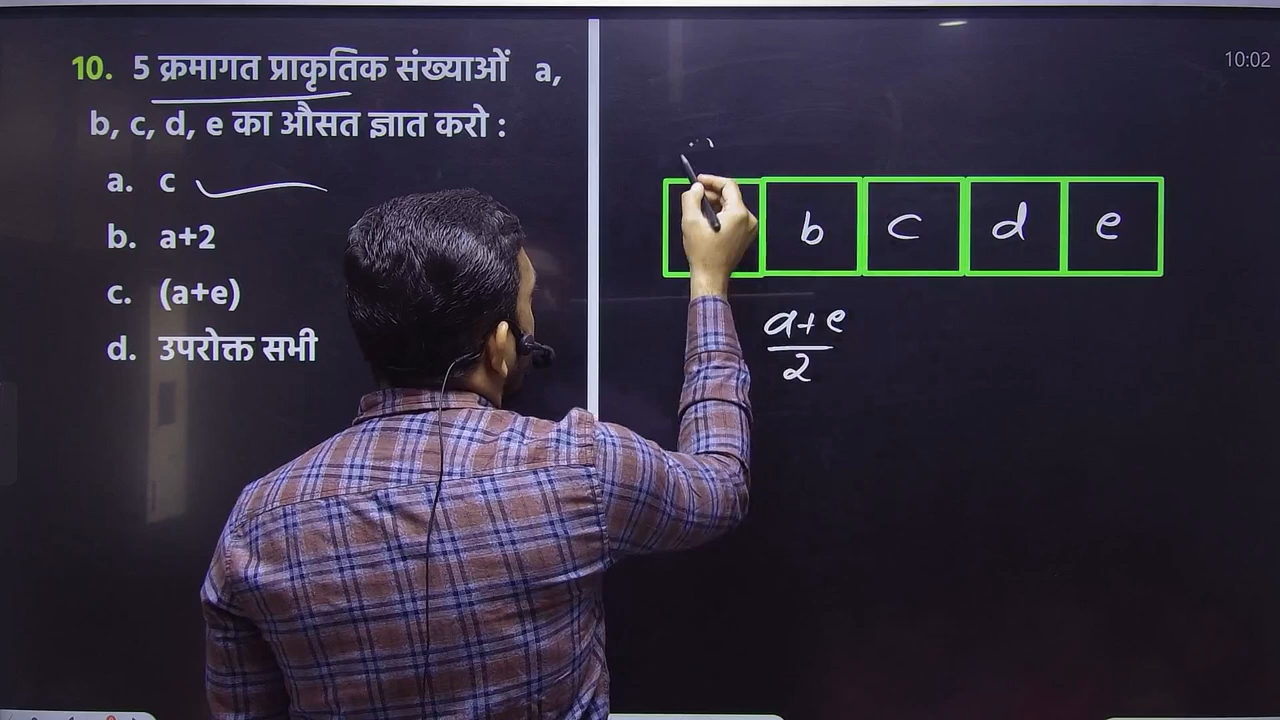 10. 5 क्रमागत प्राकृतिक संख्याओं a,
b, c, d, e का औसत ज्ञात करो :
a. c
b. a+2
c. (a+e)
d. उपरोक्त सभी
10:02
b c d e
a+e
2